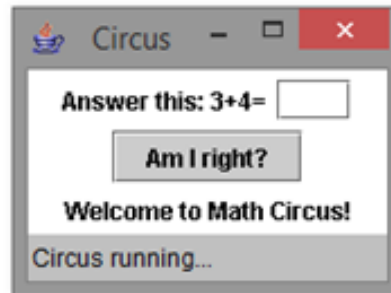 Circus
Answer this: 3+4=
Am I right?
Welcome to Math Circus!
Circus running...